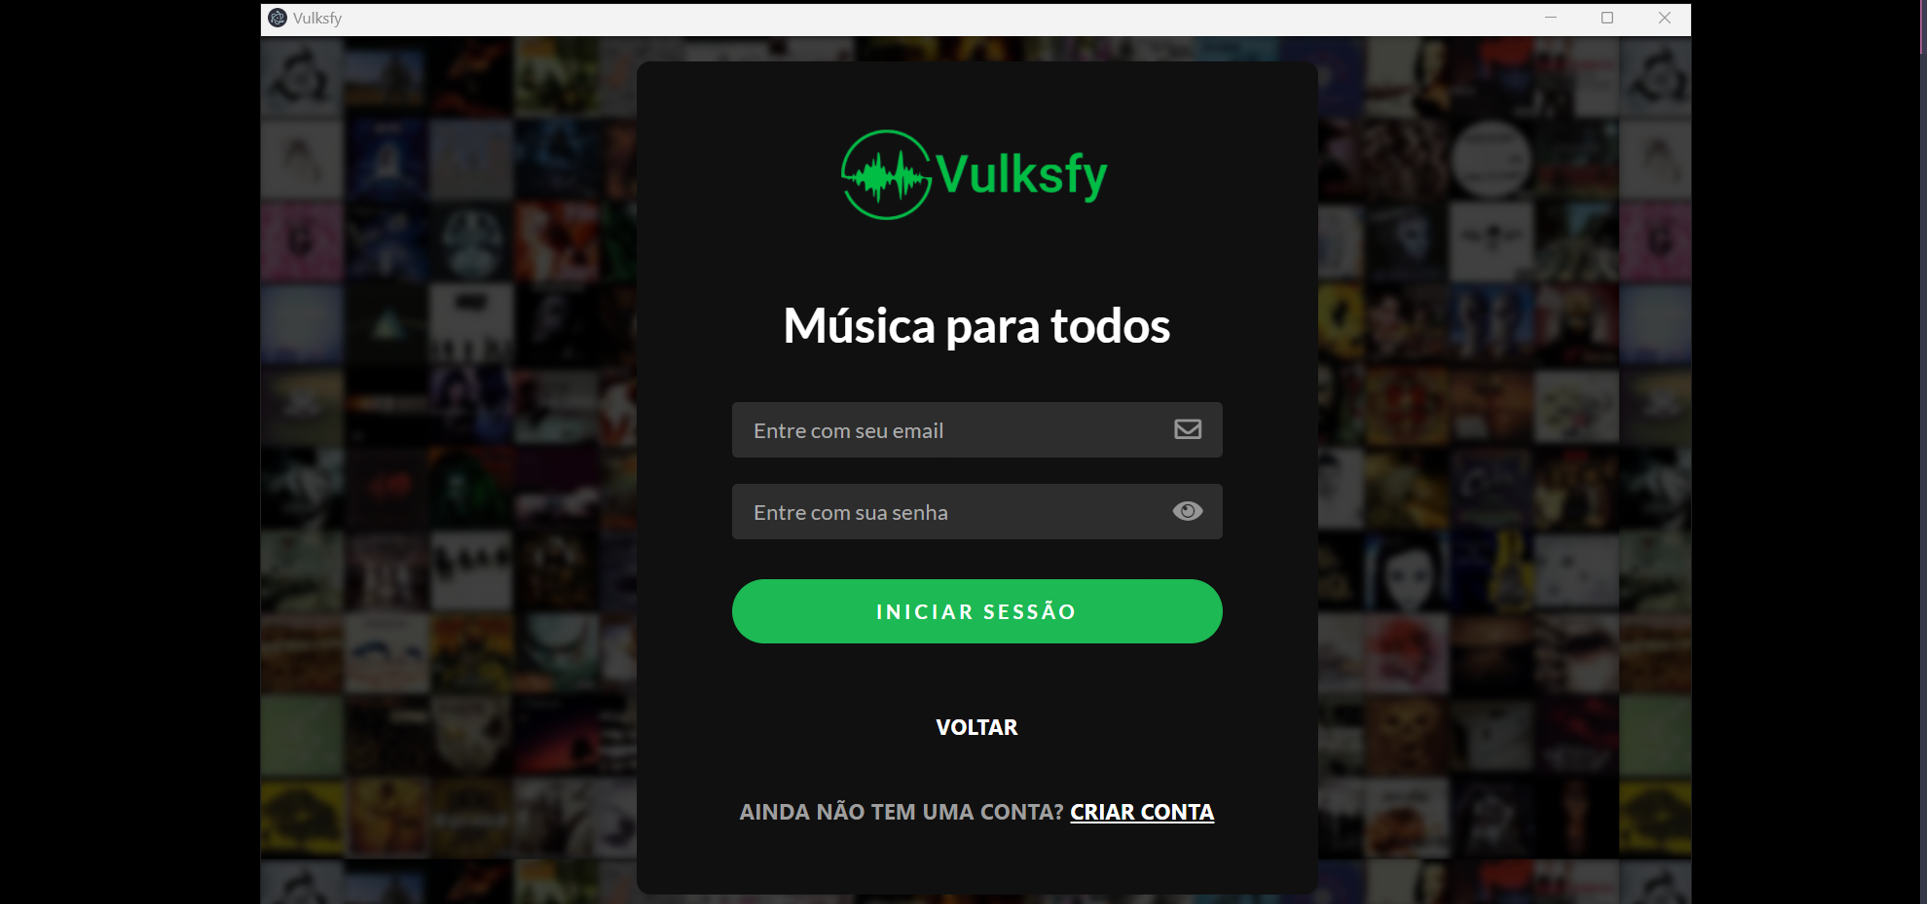 Vulksfy
Vulksfy
Música para todos
Entre com seu email
Entre com sua senha
INICIAR SESSÃO
VOLTAR
AINDA NÃO TEM UMA CONTA? CRIAR CONTA